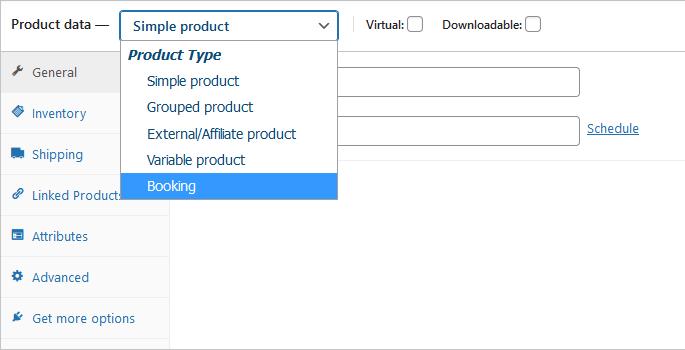 Product data — Simple product Virtual: Downloadable:
Product Type
General
Simple product
Grouped product
Inventory
External/Affiliate product
Schedule
Shipping
Variable product
Booking
Linked Products
Attributes
Advanced
Get more options